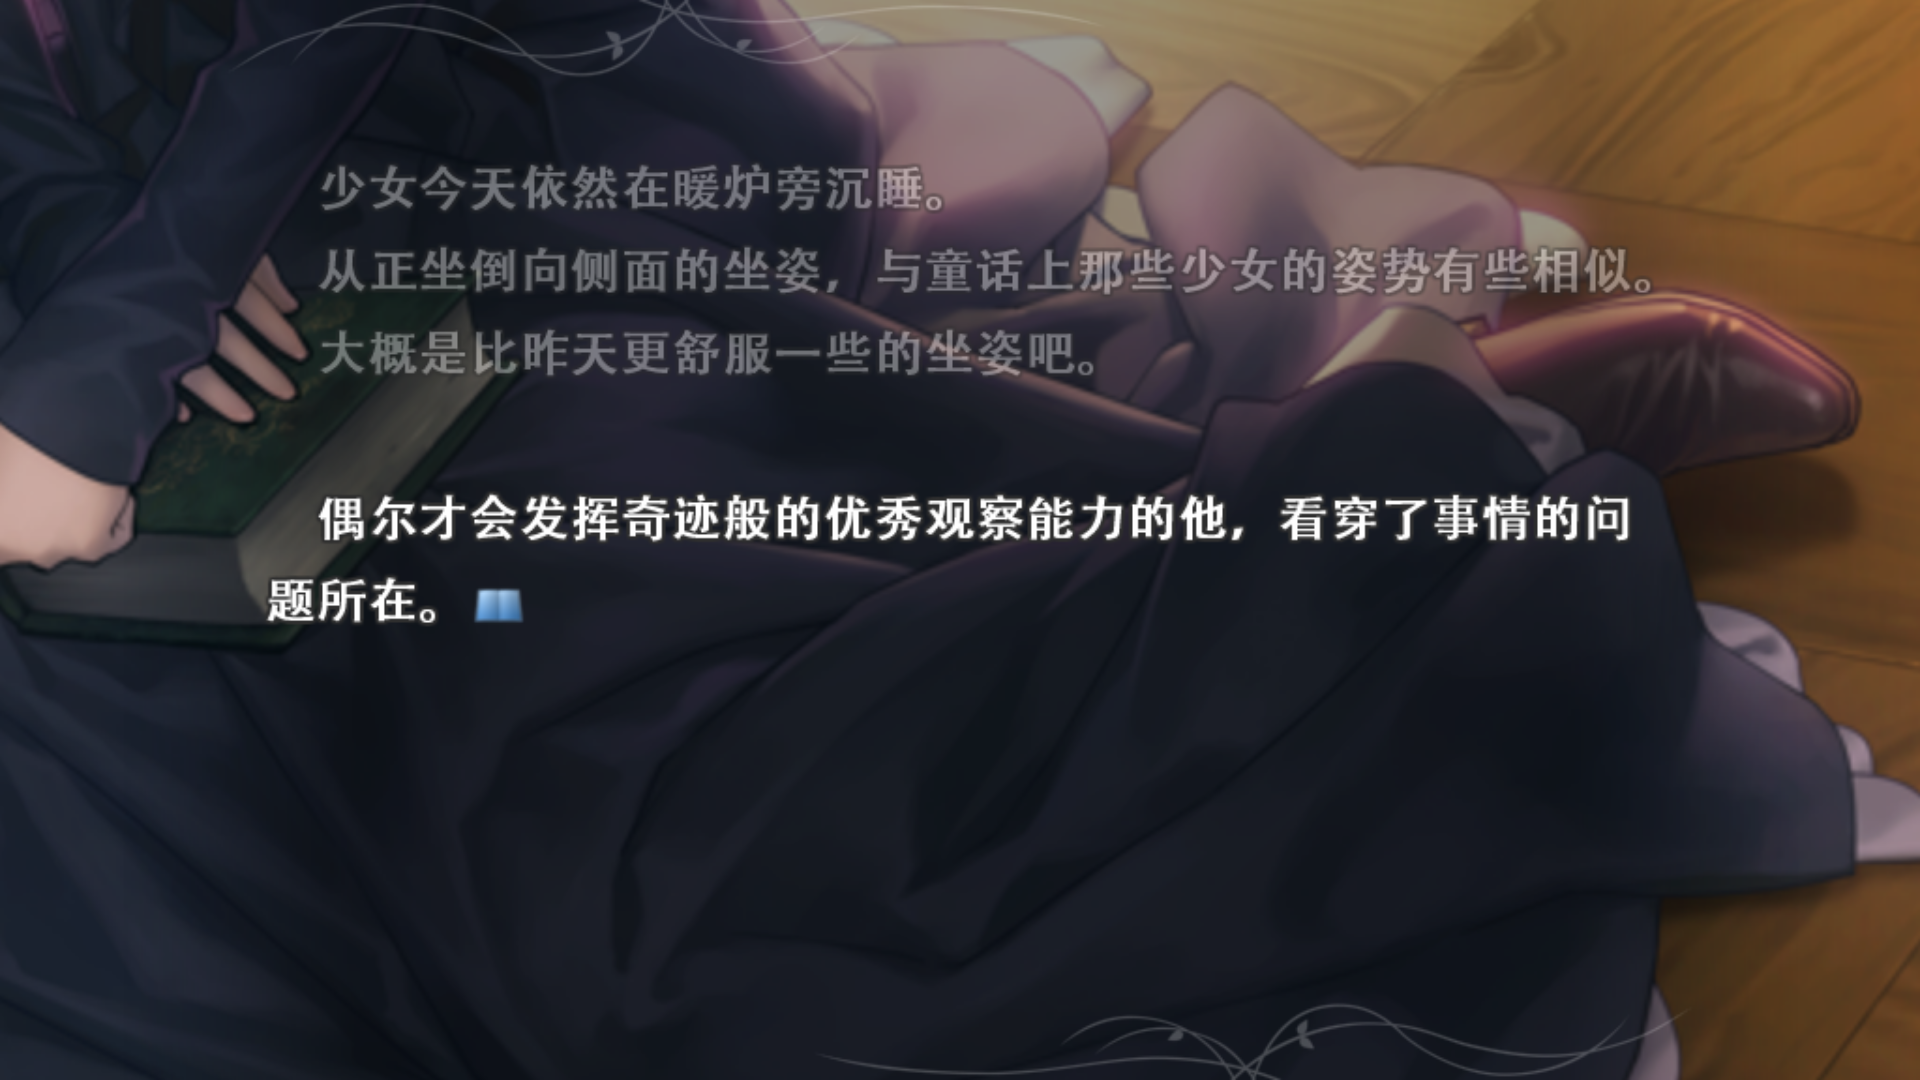 少女今天依然在暖炉旁沉睡。
从正坐倒向侧面的坐姿，与童话上那些少女的姿势有些相似。
大概是比昨天更舒服一些的坐姿吧。
偶尔才会发挥奇迹般的优秀观察能力的他，看穿了事情的问
题所在。